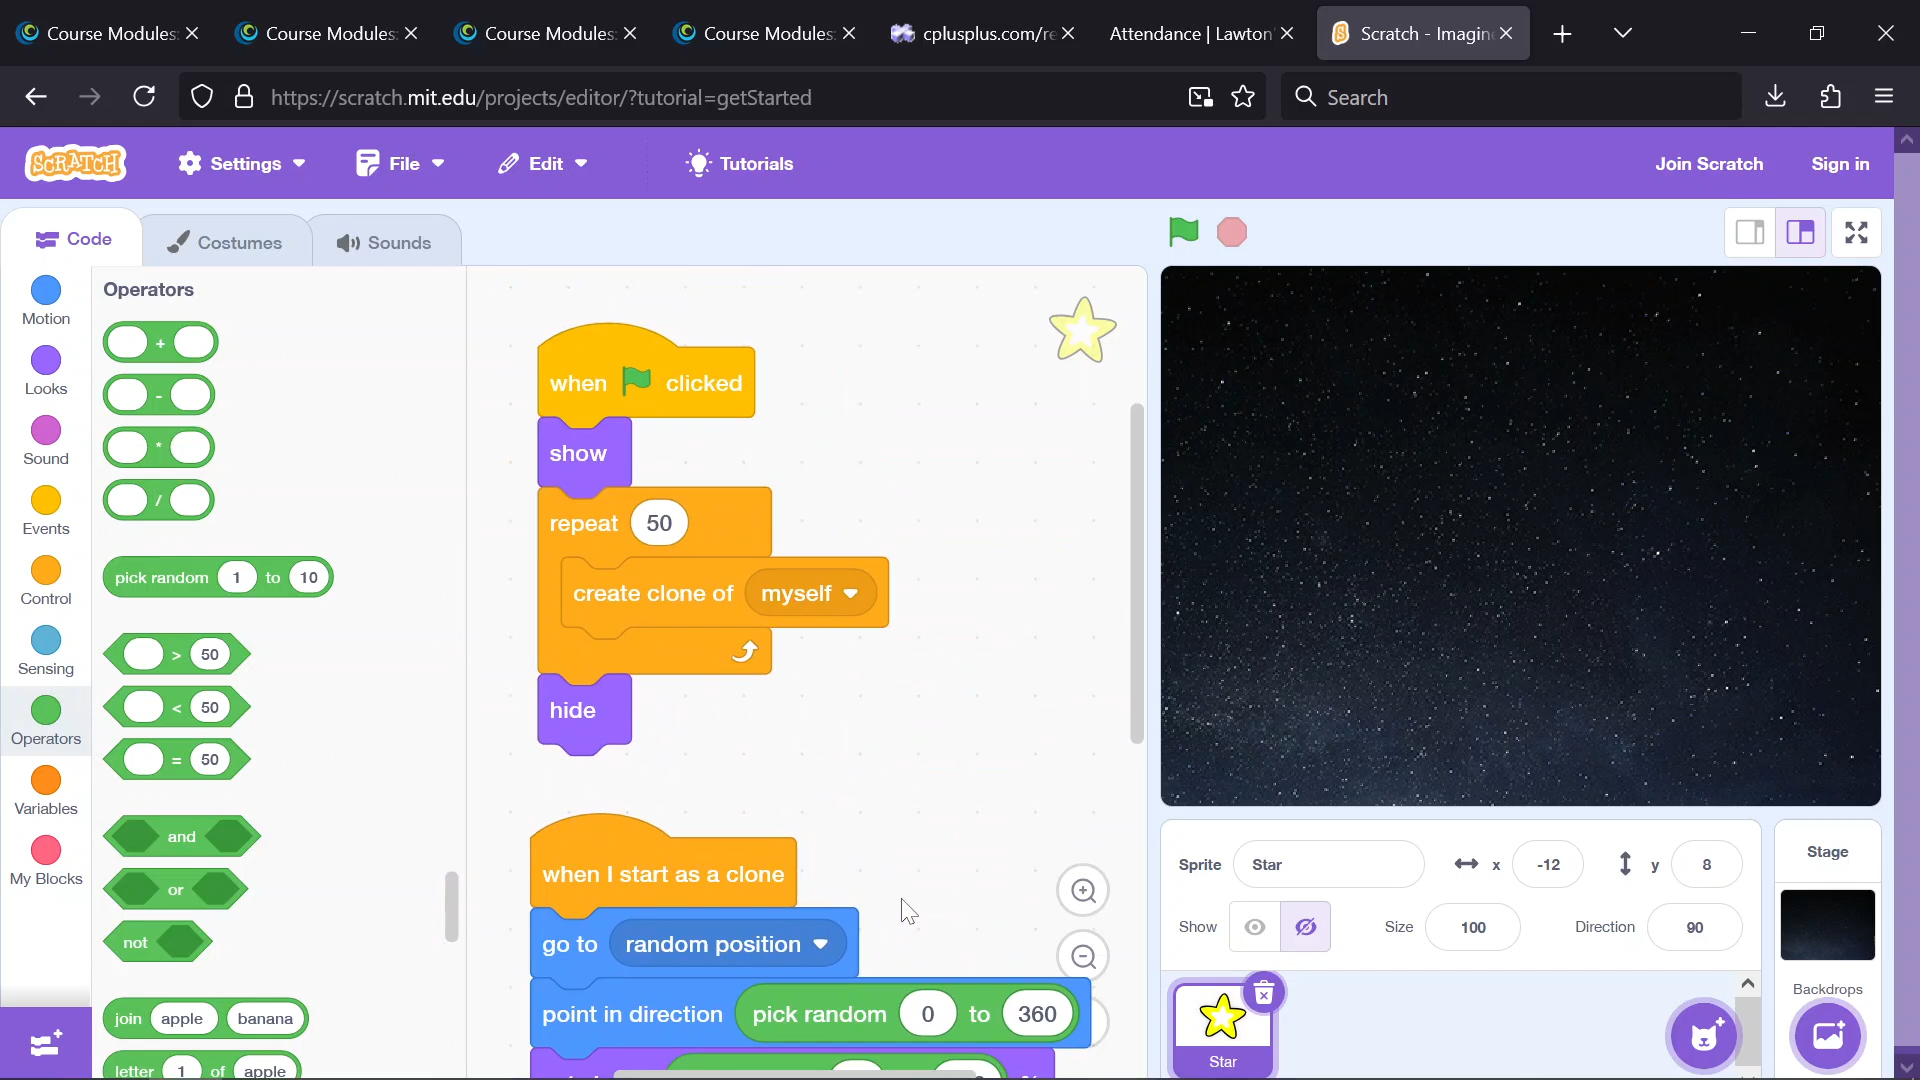 Course Modules:
Course Modules:
Course Modules:
Course Modules:
cplusplus.com/re
Attendance | Lawton
Scratch - Imagin
https://scratch.mit.edu/projects/editor/?tutorial=getStarted
Search
SCRATCH
Settings
File
Edit
Tutorials
Join Scratch
Sign in
Code
Costumes
Sounds
Motion
Looks
Sound
Events
Control
Sensing
Operators
Variables
My Blocks
Operators
+
-
*
/
pick random 1 to 10
> 50
< 50
= 50
and
or
not
join apple banana
letter 1 of apple
when clicked
show
repeat 50
create clone of myself
hide
when I start as a clone
go to random position
point in direction pick random 0 to 360
Sprite Star
x -12
y 8
Show
Size 100
Direction 90
Star
Stage
Backdrops